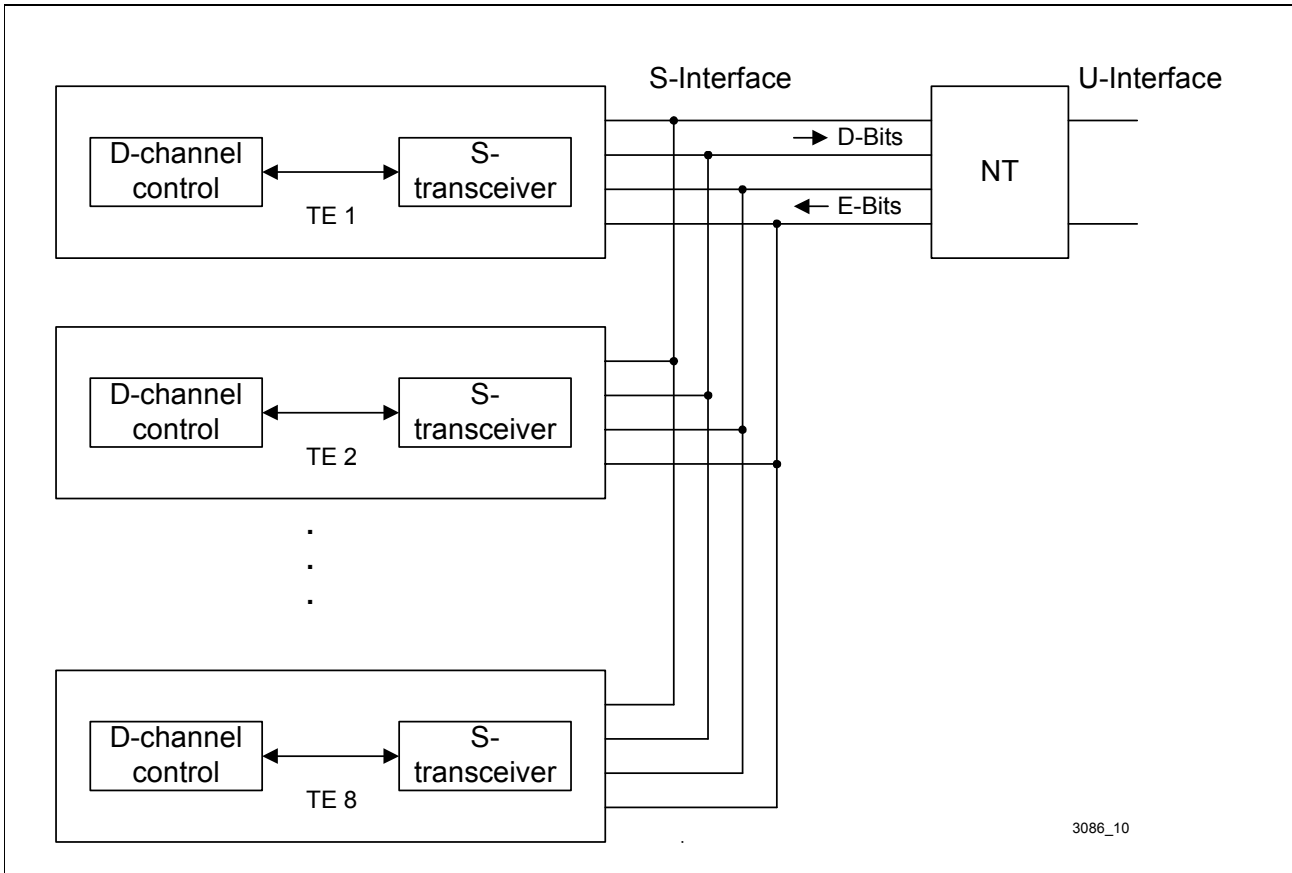 S-Interface
U-Interface
D-channel
control
S-
transceiver
TE 1
D-Bits
E-Bits
NT
D-channel
control
S-
transceiver
TE 2
.
.
.
D-channel
control
S-
transceiver
TE 8
3086_10
.